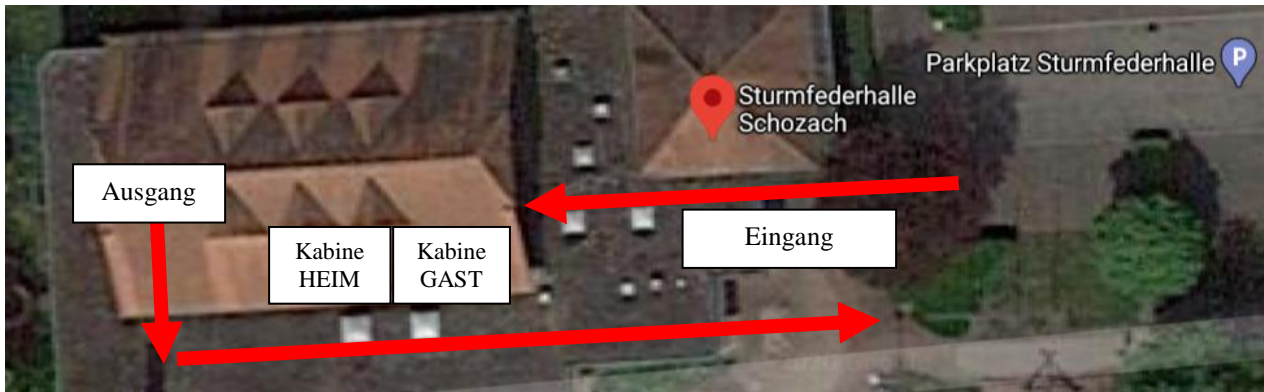 Parkplatz Sturmfederhalle
P
Sturmfederhalle
Schozach
Ausgang
Kabine
HEIM
Kabine
GAST
Eingang